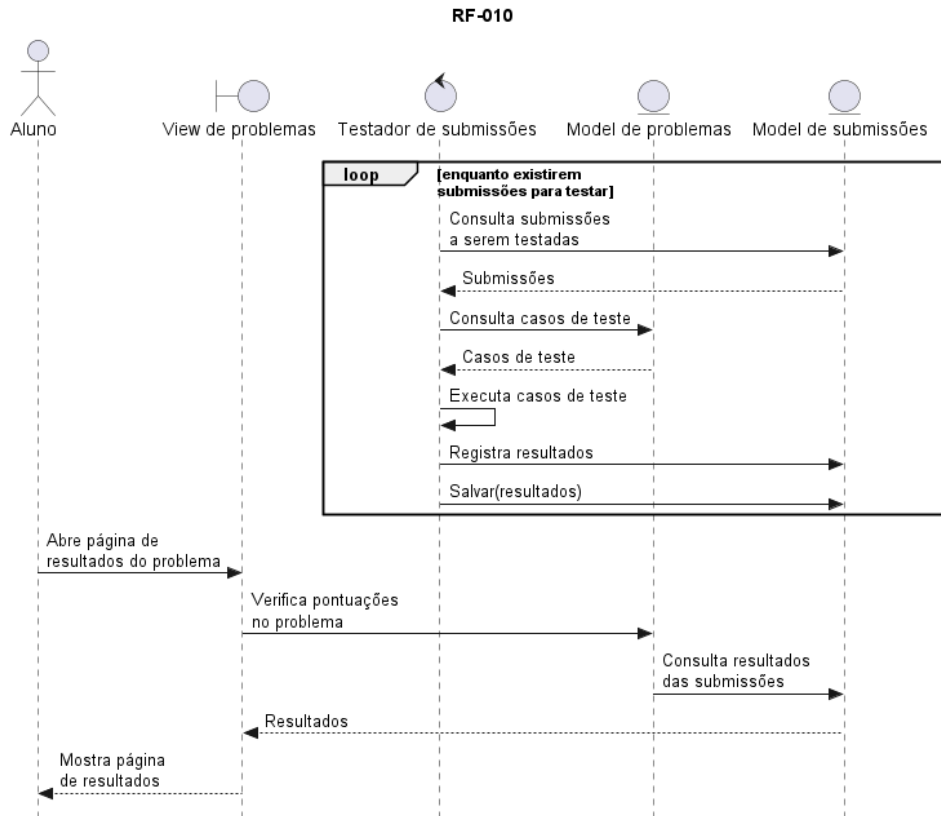 RF-010
Aluno
View de problemas
Testador de submissões
Model de problemas
Model de submissões
loop
[enquanto existirem
submissões para testar]
Consulta submissões
a serem testadas
Submissões
Consulta casos de teste
Casos de teste
Executa casos de teste
Registra resultados
Salvar(resultados)
Abre página de
resultados do problema
Verifica pontuações
no problema
Consulta resultados
das submissões
Resultados
Mostra página
de resultados